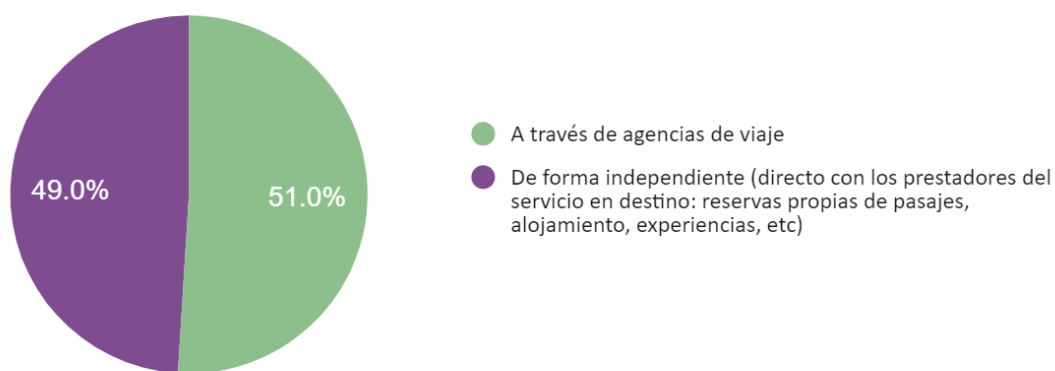 49.0%
51.0%
A través de agencias de viaje
De forma independiente (directo con los prestadores del
servicio en destino: reservas propias de pasajes,
alojamiento, experiencias, etc)